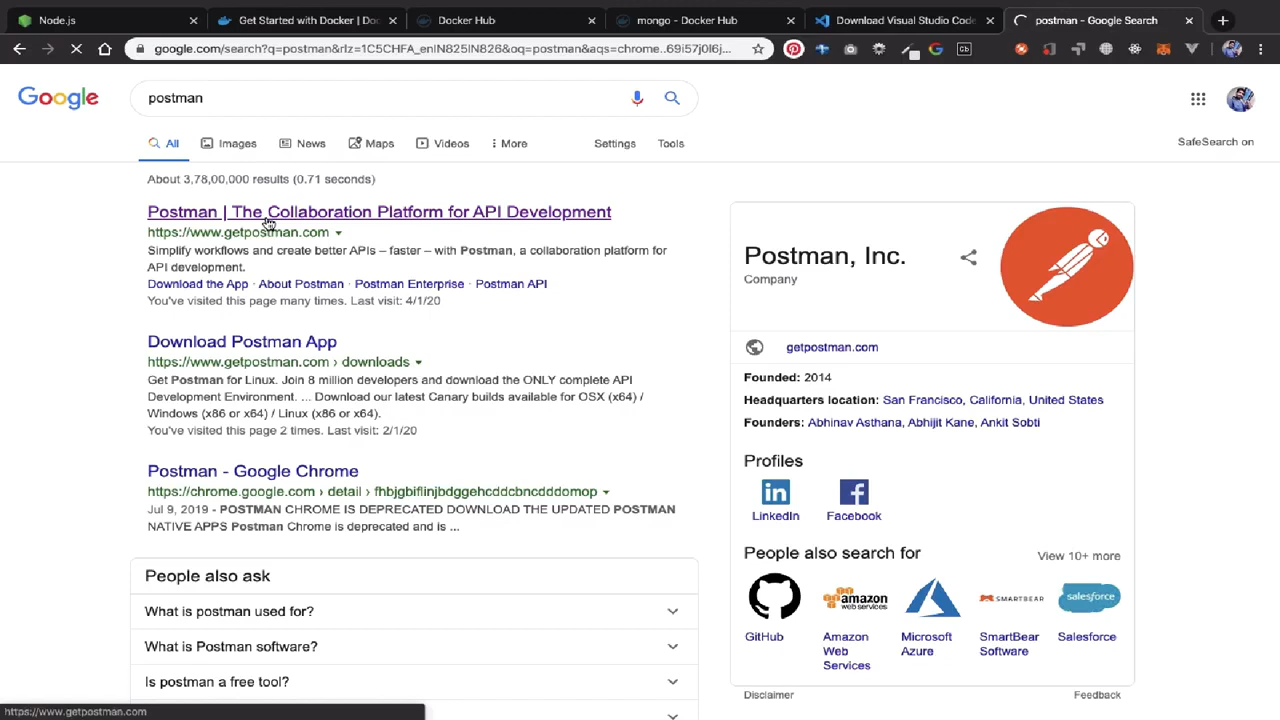 Node.js
Get Started with Docker | Doc
Docker Hub
mongo - Docker Hub
Download Visual Studio Code
postman - Google Search
google.com/search?q=postman&rlz=1C5CHFA_enIN825IN826&oq=postman&aqs=chrome..69i57j0l6j...
Google
postman
All
Images
News
Maps
Videos
More
Settings
Tools
SafeSearch on
About 3,78,00,000 results (0.71 seconds)
Postman | The Collaboration Platform for API Development
https://www.getpostman.com
Simplify workflows and create better APIs – faster – with Postman, a collaboration platform for
API development.
Download the App · About Postman · Postman Enterprise · Postman API
You've visited this page many times. Last visit: 4/1/20
Download Postman App
https://www.getpostman.com › downloads
Get Postman for Linux. Join 8 million developers and download the ONLY complete API
Development Environment. ... Download our latest Canary builds available for OSX (x64) /
Windows (x86 or x64) / Linux (x86 or x64).
You've visited this page 2 times. Last visit: 2/1/20
Postman - Google Chrome
https://chrome.google.com › detail › fhbjgbiflinjbdggehcddcbncdddomop
Jul 9, 2019 - POSTMAN CHROME IS DEPRECATED DOWNLOAD THE UPDATED POSTMAN
NATIVE APPS Postman Chrome is deprecated and is ...
People also ask
What is postman used for?
What is Postman software?
Is postman a free tool?
https://www.getpostman.com
Postman, Inc.
Company
getpostman.com
Founded: 2014
Headquarters location: San Francisco, California, United States
Founders: Abhinav Asthana, Abhijit Kane, Ankit Sobti
Profiles
LinkedIn
Facebook
People also search for
View 10+ more
amazon
web services
SMARTBEAR
salesforce
GitHub
Amazon
Web
Services
Microsoft
Azure
SmartBear
Software
Salesforce
Disclaimer
Feedback